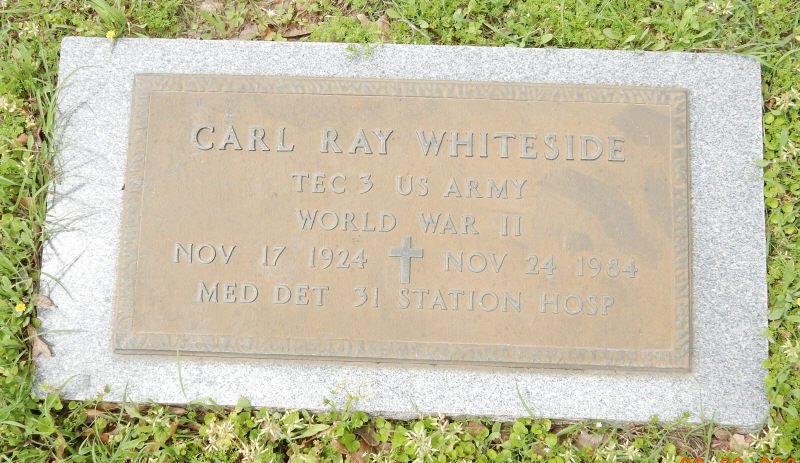 CARL RAY WHITESIDE
TEC 3 US ARMY
WORLD WAR II
NOV 17 1924 NOV 24 1984
MED DET 31 STATION HOSP